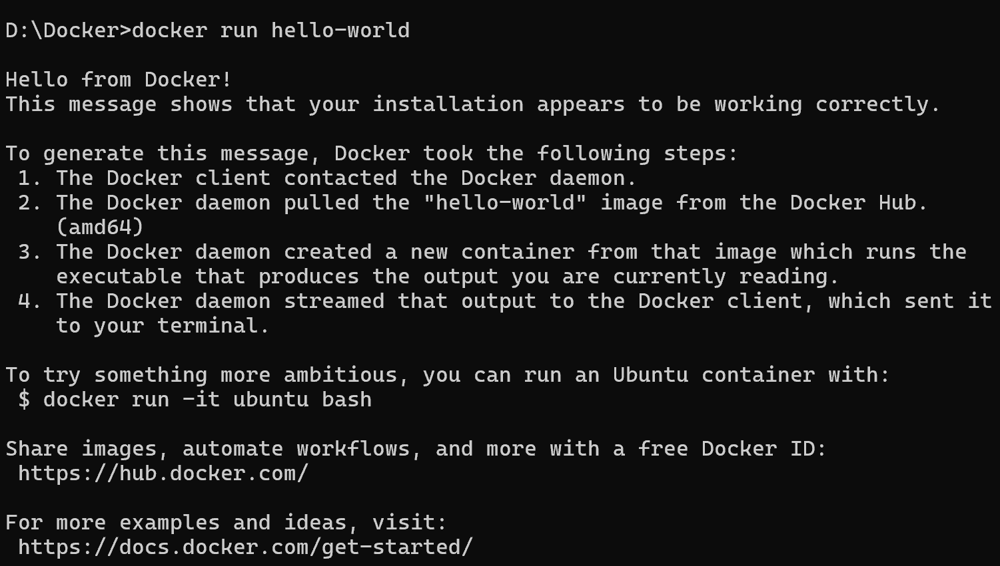 D:\Docker>docker run hello-world
Hello from Docker!
This message shows that your installation appears to be working correctly.
To generate this message, Docker took the following steps:
1. The Docker client contacted the Docker daemon.
2. The Docker daemon pulled the "hello-world" image from the Docker Hub.
(amd64)
3. The Docker daemon created a new container from that image which runs the
executable that produces the output you are currently reading.
4. The Docker daemon streamed that output to the Docker client, which sent it
to your terminal.
To try something more ambitious, you can run an Ubuntu container with:
$ docker run -it ubuntu bash
Share images, automate workflows, and more with a free Docker ID:
https://hub.docker.com/
For more examples and ideas, visit:
https://docs.docker.com/get-started/